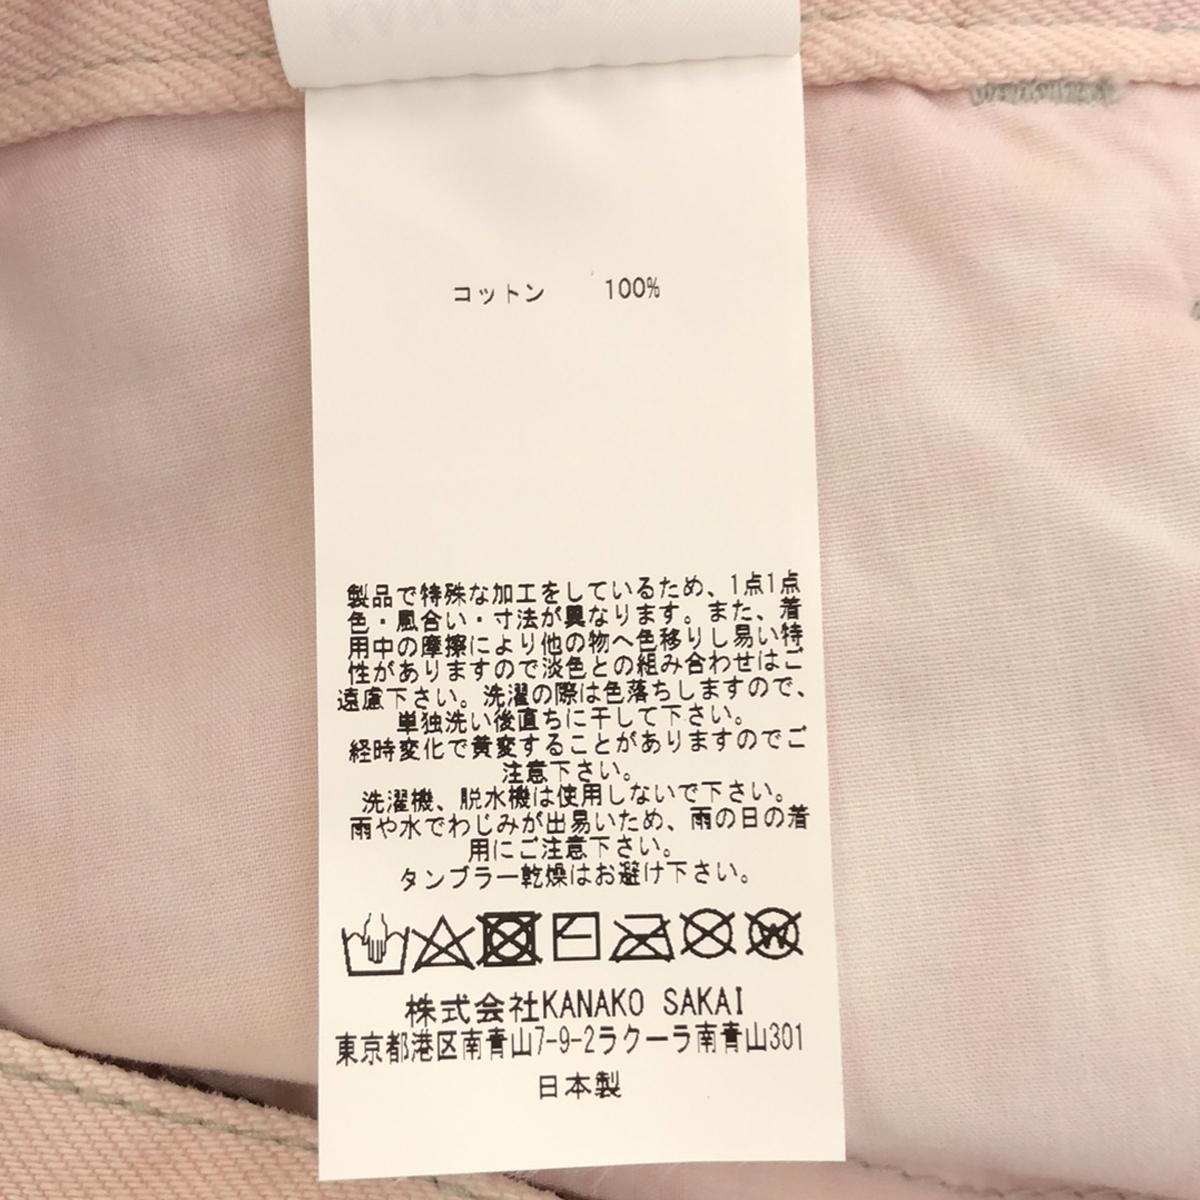 コットン 100%
製品で特殊な加工をしているため、1点1点
色・風合い・寸法が異なります。また、着
用中の摩擦により他の物へ色移りし易い特
性がありますので淡色との組み合わせはご
遠慮下さい。洗濯の際は色落ちしますので、
単独洗い後直ちに干して下さい。
経時変化で黄変することがありますのでご
注意下さい。
洗濯機、脱水機は使用しないで下さい。
雨や水でわじみが出易いため、雨の日の着
用にご注意下さい。
タンブラー乾燥はお避け下さい。
株式会社KANAKO SAKAI
東京都港区南青山7-9-2ラクーラ南青山301
日本製